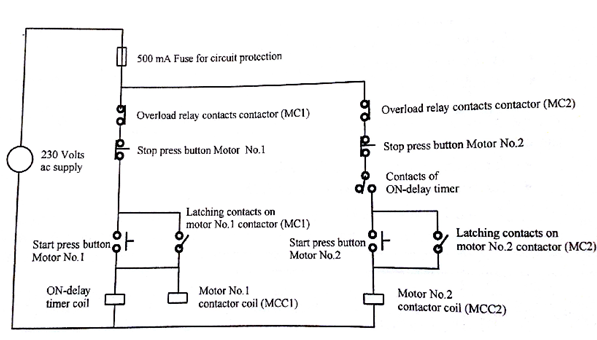 500 mA Fuse for circuit protection
Overload relay contacts contactor (MC1)
Overload relay contacts contactor (MC2)
230 Volts
ac supply
Stop press button Motor No.1
Stop press button Motor No.2
Contacts of
ON-delay timer
Latching contacts on
motor No.1 contactor (MC1)
Start press button
Motor No.1
Start press button
Motor No.2
Latching contacts on
motor No.2 contactor (MC2)
ON-delay
timer coil
Motor No.1
contactor coil (MCC1)
Motor No.2
contactor coil (MCC2)